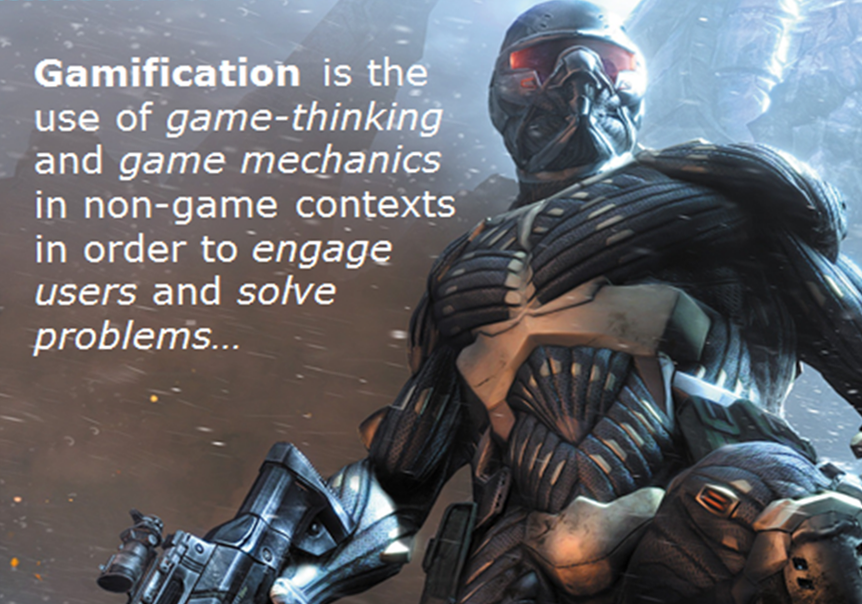 Gamification is the
use of game-thinking
and game mechanics
in non-game contexts
in order to engage
users and solve
problems...